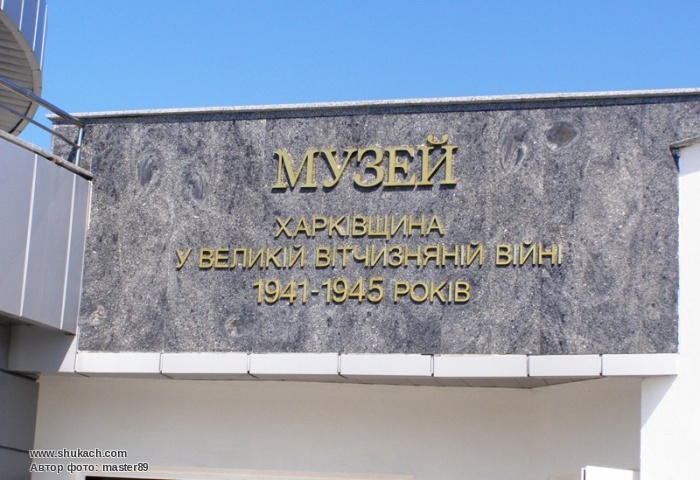 МУЗЕЙ
ХАРКІВЩИНА
У ВЕЛИКІЙ ВІТЧИЗНЯНІЙ ВІЙНІ
1941-1945 РОКІВ
www.shukach.com
Автор фото: master89